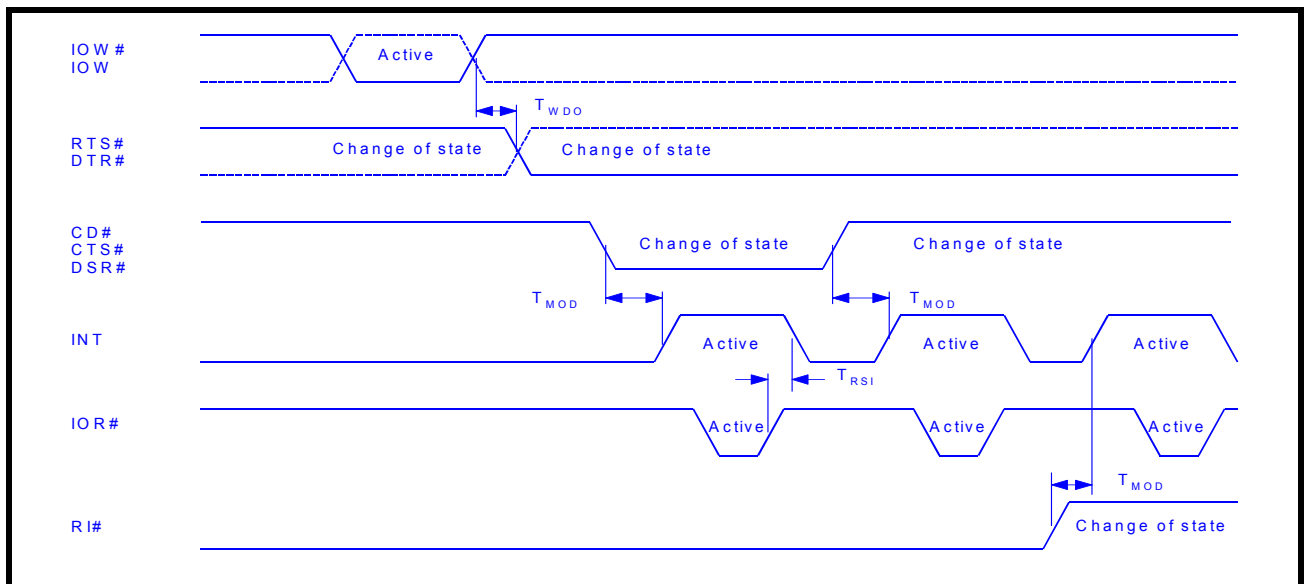 IOW#
IOW
Active
TWDO
RTS#
DTR#
Change of state
Change of state
CD#
CTS#
DSR#
Change of state
Change of state
TMOD
TMOD
INT
Active
Active
Active
TRSI
IOR#
Active
Active
Active
TMOD
RI#
Change of state